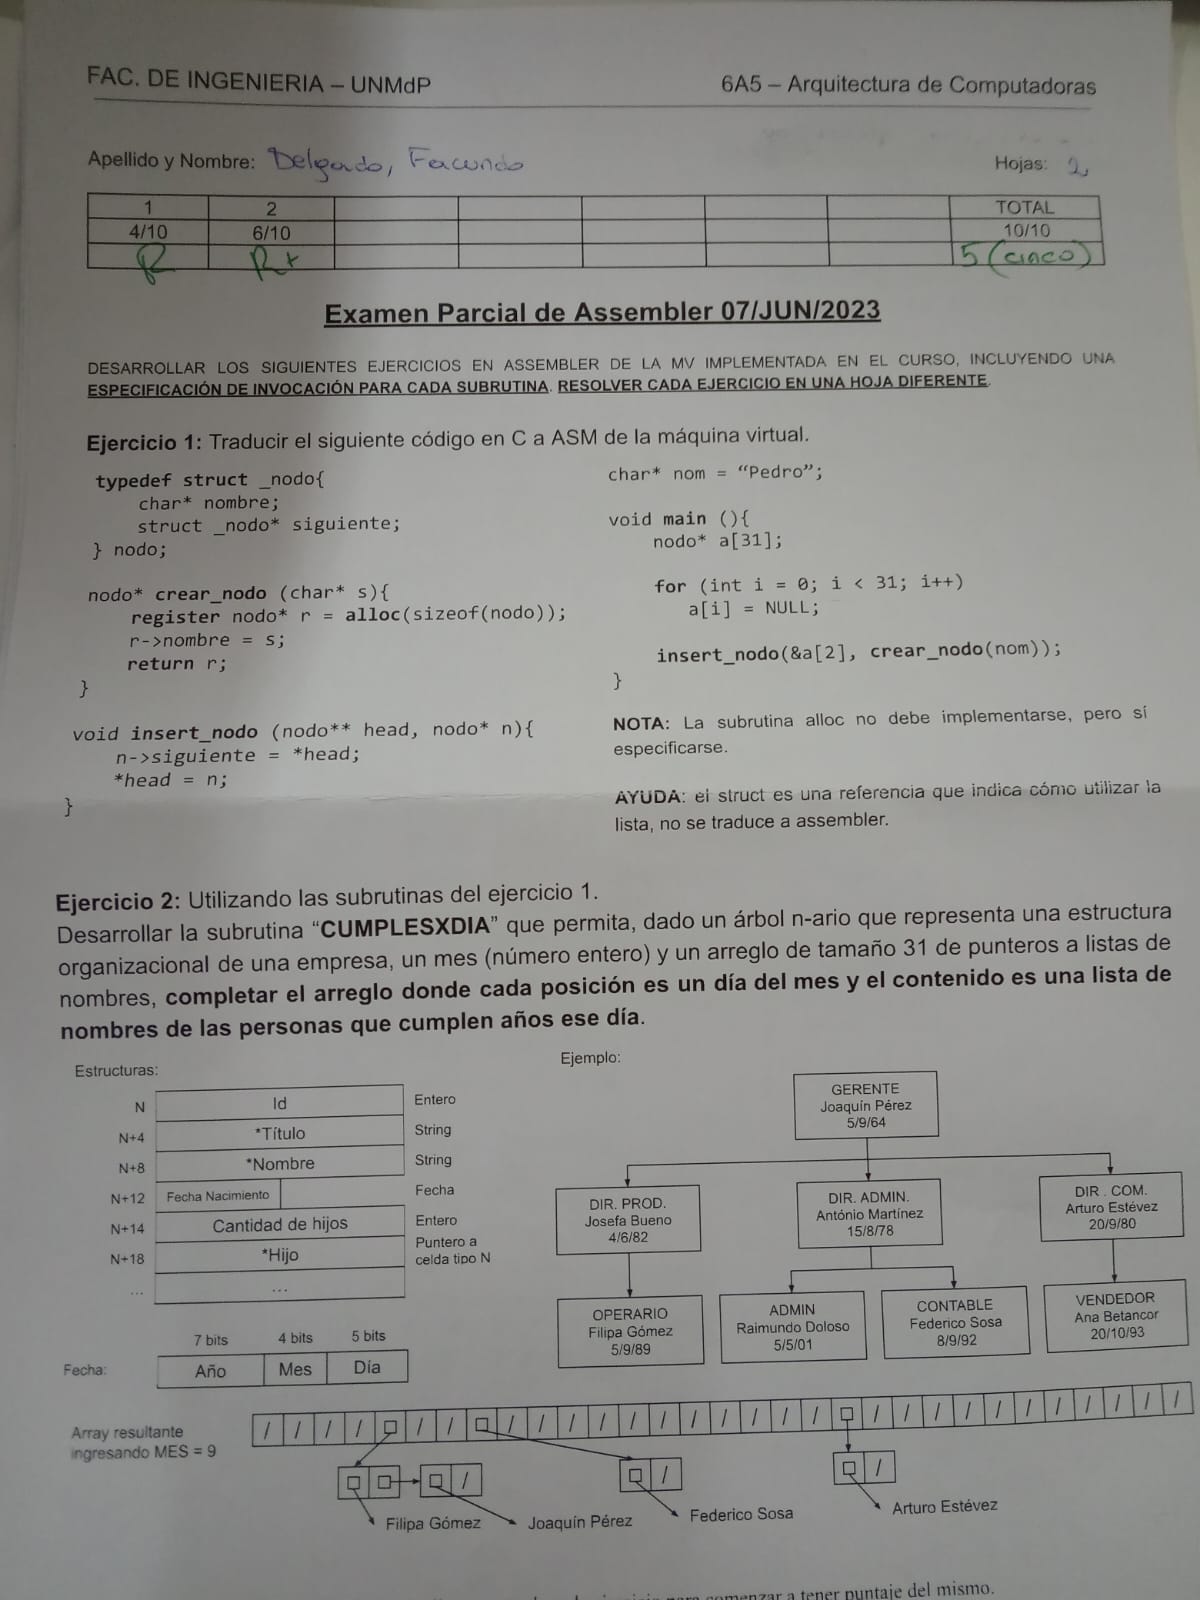 FAC. DE INGENIERIA – UNMdP 6A5 – Arquitectura de Computadoras
Apellido y Nombre: Delgado, Facundo Hojas: 2
1 2 TOTAL
4/10 6/10 10/10
R R+ 5 (cinco)
Examen Parcial de Assembler 07/JUN/2023
DESARROLLAR LOS SIGUIENTES EJERCICIOS EN ASSEMBLER DE LA MV IMPLEMENTADA EN EL CURSO, INCLUYENDO UNA
ESPECIFICACIÓN DE INVOCACIÓN PARA CADA SUBRUTINA. RESOLVER CADA EJERCICIO EN UNA HOJA DIFERENTE.
Ejercicio 1: Traducir el siguiente código en C a ASM de la máquina virtual.
typedef struct _nodo{
char* nombre;
struct _nodo* siguiente;
} nodo;
nodo* crear_nodo (char* s){
register nodo* r = alloc(sizeof(nodo));
r->nombre = s;
return r;
}
void insert_nodo (nodo** head, nodo* n){
n->siguiente = *head;
*head = n;
}
char* nom = “Pedro”;
void main (){
nodo* a[31];
for (int i = 0; i < 31; i++)
a[i] = NULL;
insert_nodo(&a[2], crear_nodo(nom));
}
NOTA: La subrutina alloc no debe implementarse, pero sí
especificarse.
AYUDA: el struct es una referencia que indica cómo utilizar la
lista, no se traduce a assembler.
Ejercicio 2: Utilizando las subrutinas del ejercicio 1.
Desarrollar la subrutina “CUMPLESXDIA” que permita, dado un árbol n-ario que representa una estructura
organizacional de una empresa, un mes (número entero) y un arreglo de tamaño 31 de punteros a listas de
nombres, completar el arreglo donde cada posición es un día del mes y el contenido es una lista de
nombres de las personas que cumplen años ese día.
Estructuras:
N Id Entero
N+4 *Título String
N+8 *Nombre String
N+12 Fecha Nacimiento Fecha
N+14 Cantidad de hijos Entero
N+18 *Hijo Puntero a
celda tipo N
... ...
7 bits 4 bits 5 bits
Fecha: Año Mes Día
Ejemplo:
GERENTE
Joaquín Pérez
5/9/64
DIR. PROD.
Josefa Bueno
4/6/82
DIR. ADMIN.
António Martínez
15/8/78
DIR . COM.
Arturo Estévez
20/9/80
OPERARIO
Filipa Gómez
5/9/89
ADMIN
Raimundo Doloso
5/5/01
CONTABLE
Federico Sosa
8/9/92
VENDEDOR
Ana Betancor
20/10/93
Array resultante
ingresando MES = 9
/ / / / / / / / / / / / / / / / / / / / / / / / / / / /
/ / /
Filipa Gómez Joaquín Pérez Federico Sosa Arturo Estévez
comenzar a tener puntaje del mismo.